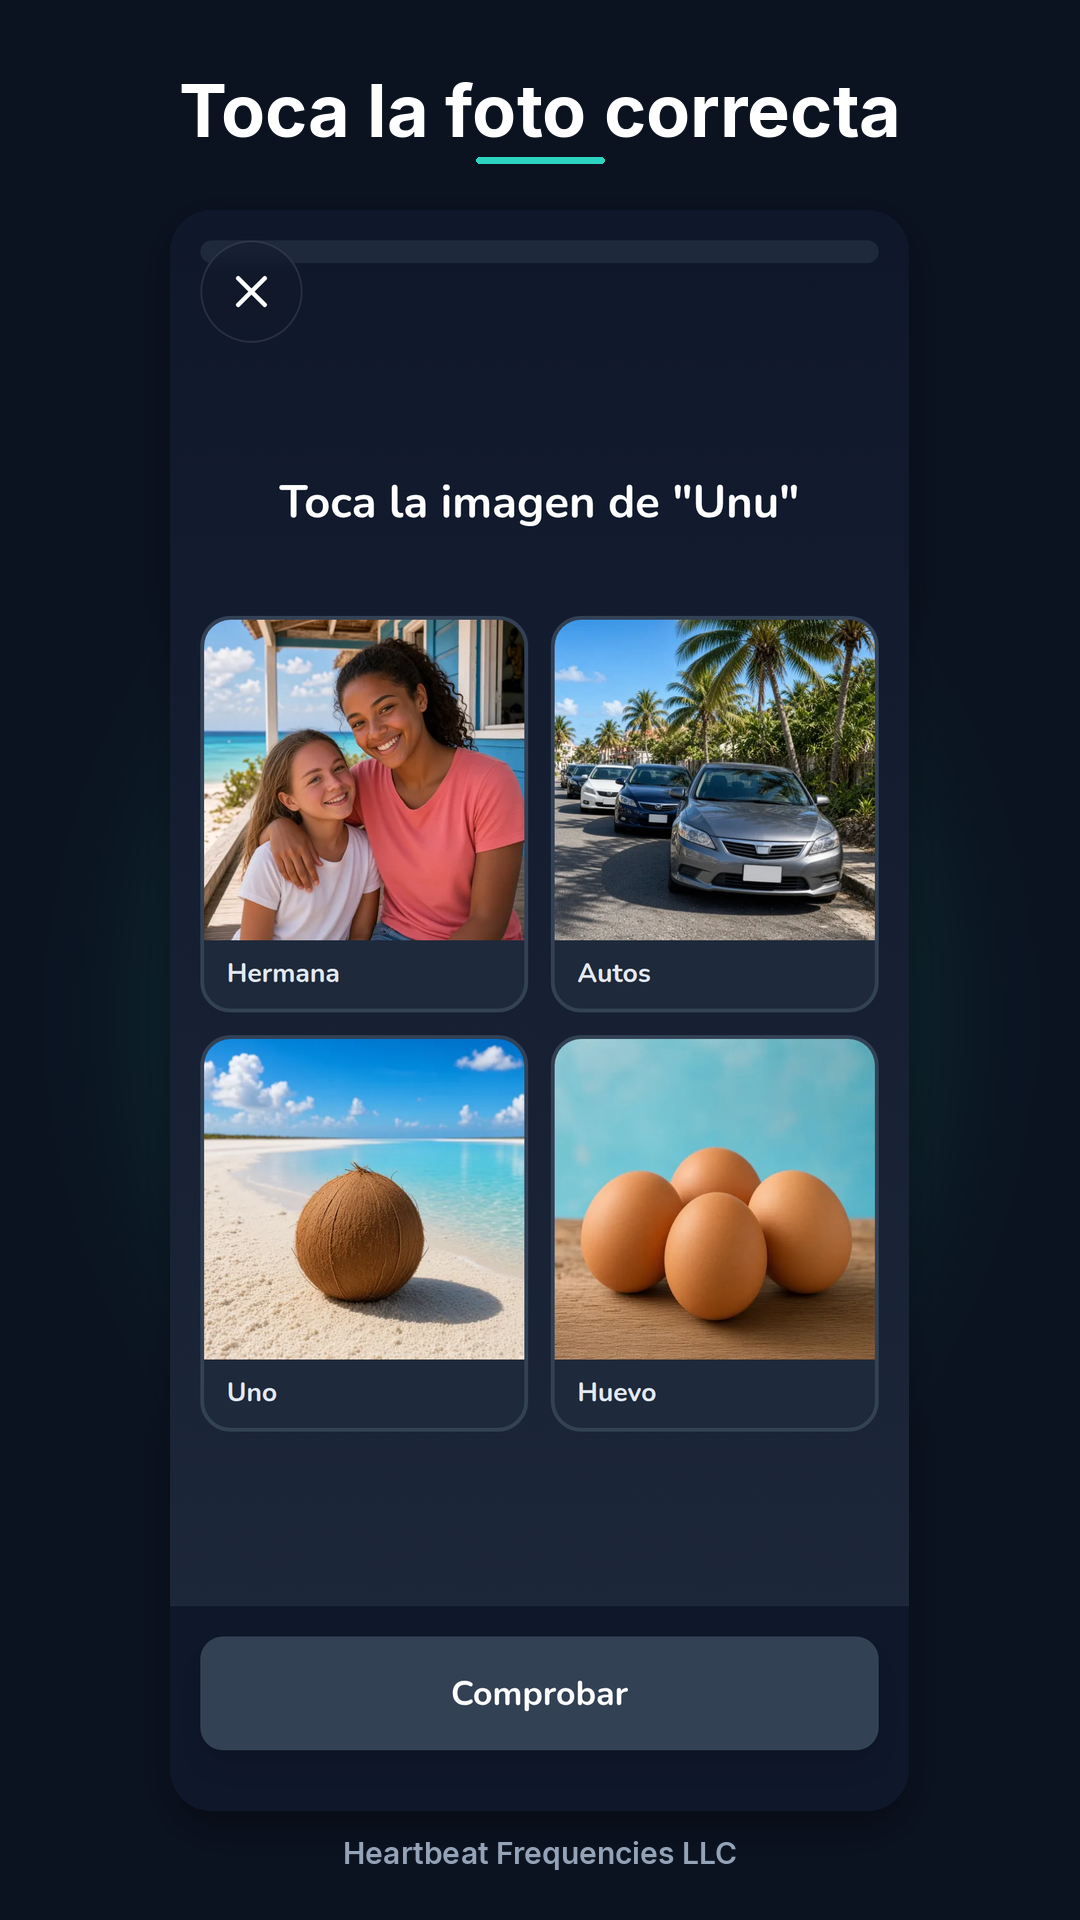 Toca la foto correcta
Toca la imagen de "Unu"
Hermana
Autos
Uno
Huevo
Comprobar
Heartbeat Frequencies LLC